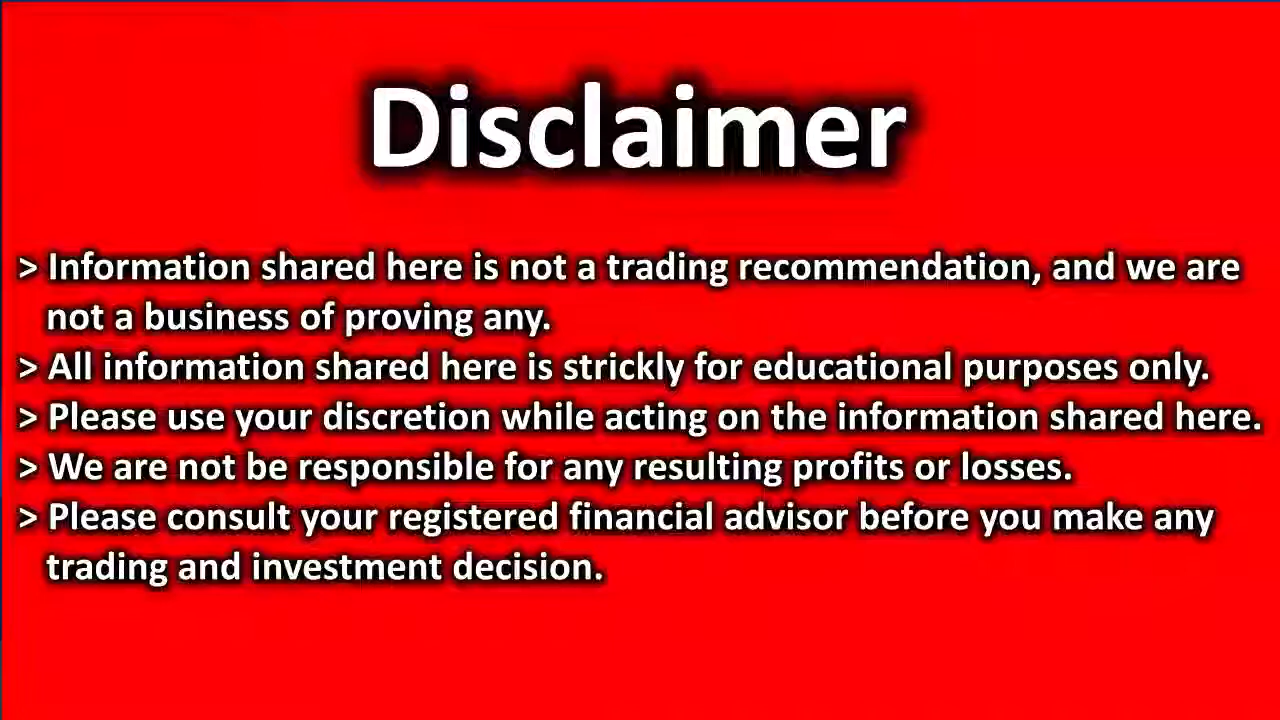 Disclaimer
> Information shared here is not a trading recommendation, and we are
not a business of proving any.
> All information shared here is strickly for educational purposes only.
> Please use your discretion while acting on the information shared here.
> We are not be responsible for any resulting profits or losses.
> Please consult your registered financial advisor before you make any
trading and investment decision.